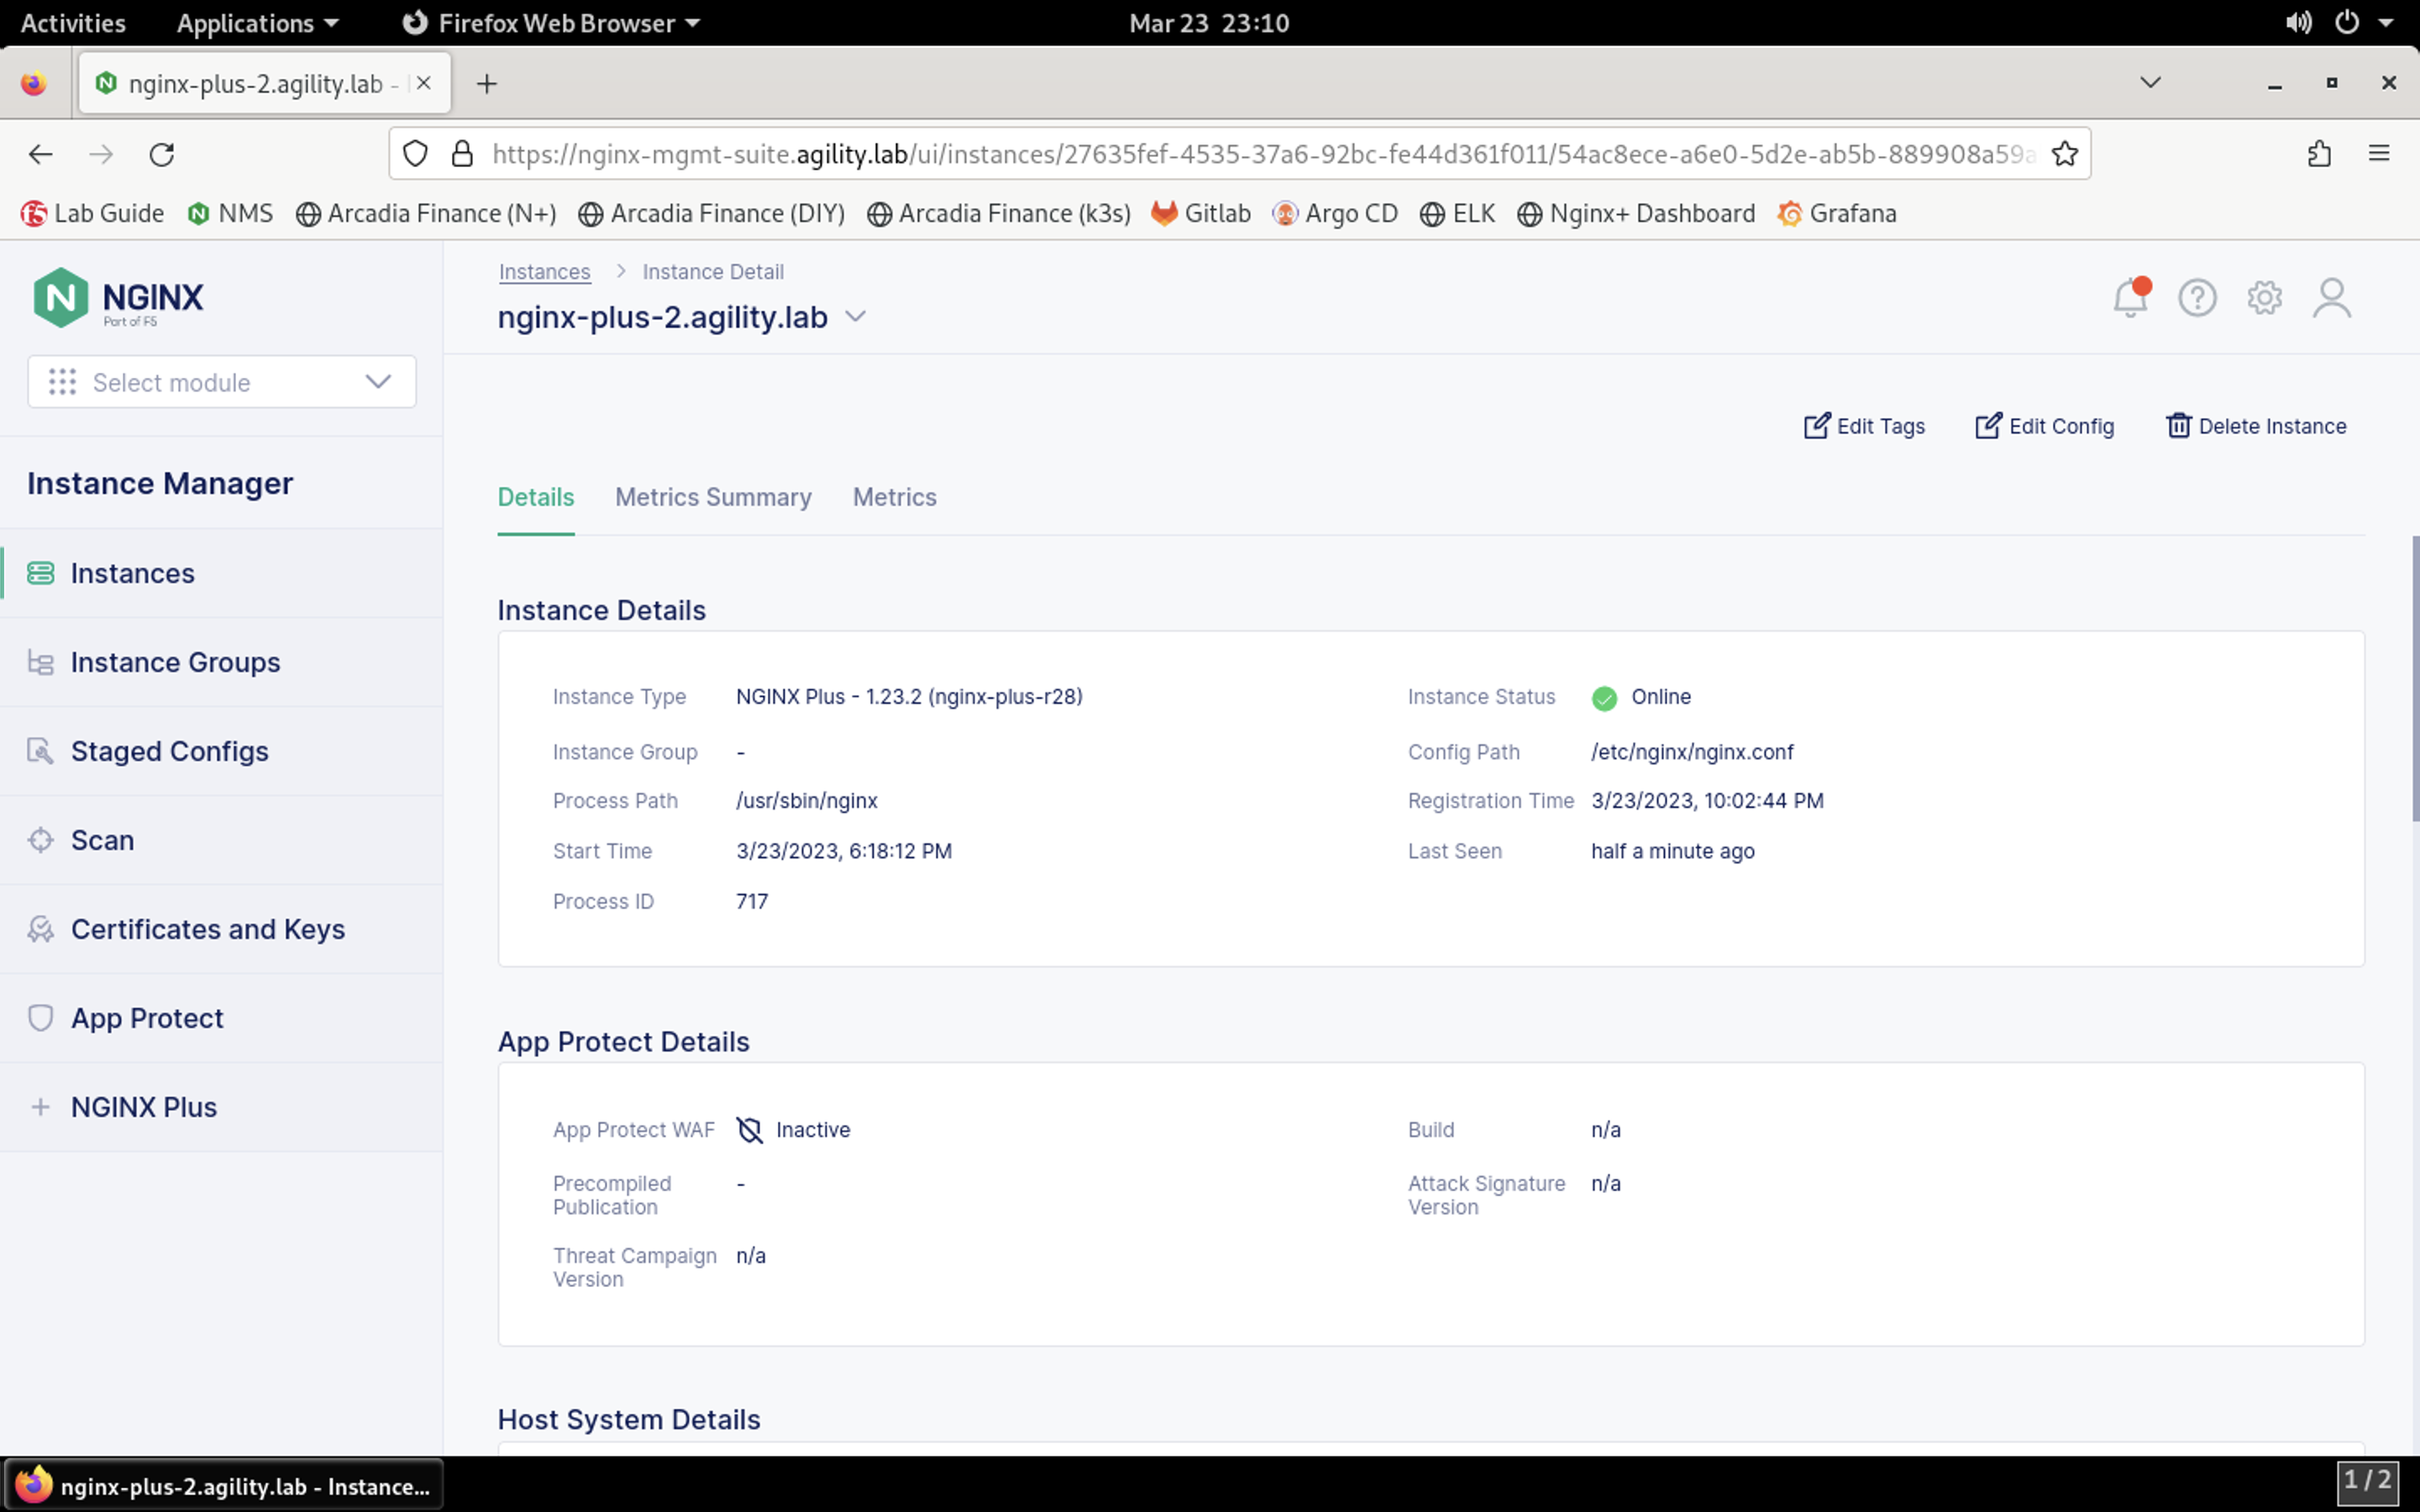 Activities Applications Firefox Web Browser Mar 23 23:10
nginx-plus-2.agility.lab -
https://nginx-mgmt-suite.agility.lab/ui/instances/27635fef-4535-37a6-92bc-fe44d361f011/54ac8ece-a6e0-5d2e-ab5b-889908a59a
Lab Guide NMS Arcadia Finance (N+) Arcadia Finance (DIY) Arcadia Finance (k3s) Gitlab Argo CD ELK Nginx+ Dashboard Grafana
NGINX
Part of F5
Select module
Instance Manager
Instances
Instance Groups
Staged Configs
Scan
Certificates and Keys
App Protect
NGINX Plus
Instances > Instance Detail
nginx-plus-2.agility.lab
Edit Tags Edit Config Delete Instance
Details Metrics Summary Metrics
Instance Details
Instance Type NGINX Plus - 1.23.2 (nginx-plus-r28)
Instance Group -
Process Path /usr/sbin/nginx
Start Time 3/23/2023, 6:18:12 PM
Process ID 717
Instance Status Online
Config Path /etc/nginx/nginx.conf
Registration Time 3/23/2023, 10:02:44 PM
Last Seen half a minute ago
App Protect Details
App Protect WAF Inactive
Precompiled Publication -
Threat Campaign Version n/a
Build n/a
Attack Signature Version n/a
Host System Details
nginx-plus-2.agility.lab - Instance...
1 / 2